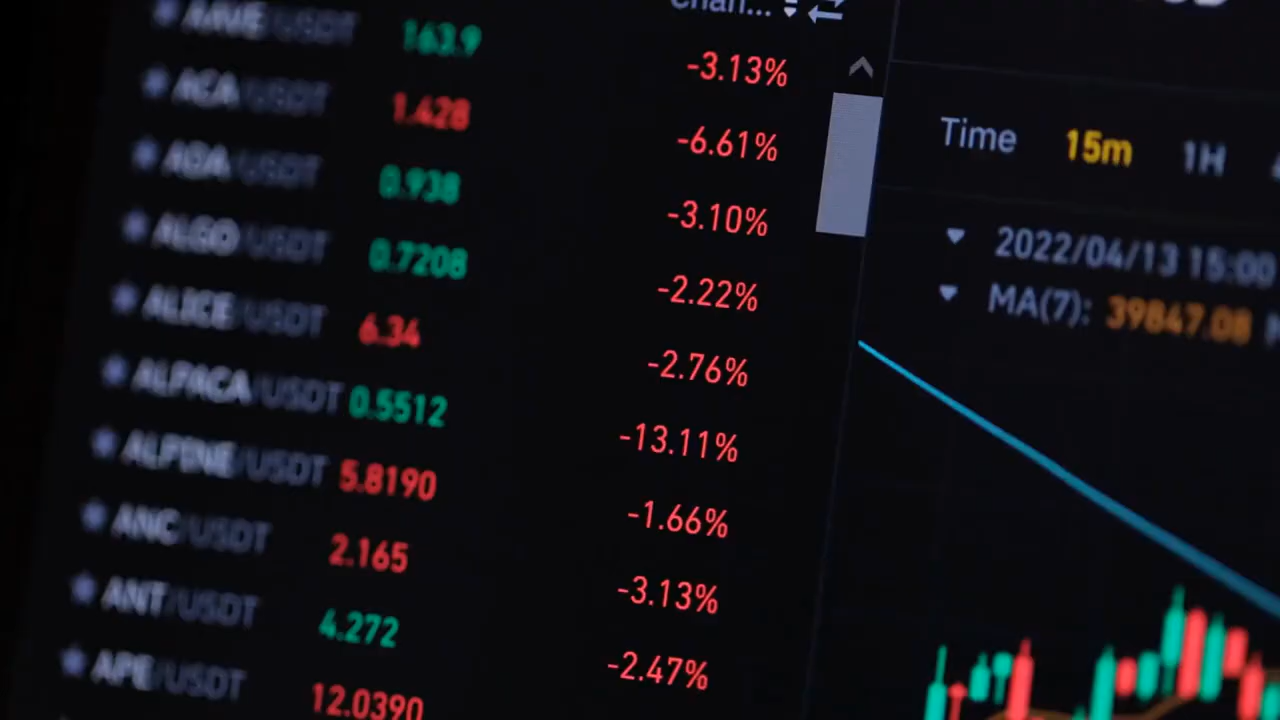 Chan...
AAVE/USDT 163.9 -3.13%
ACA/USDT 1.428 -6.61%
ADA/USDT 0.938 -3.10%
ALGO/USDT 0.7208 -2.22%
ALICE/USDT 6.34 -2.76%
ALPACA/USDT 0.5512 -13.11%
ALPINE/USDT 5.8190 -1.66%
ANC/USDT 2.165 -3.13%
ANT/USDT 4.272 -2.47%
APE/USDT 12.0390
Time 15m 1H
2022/04/13 15:00
MA(7): 39847.08